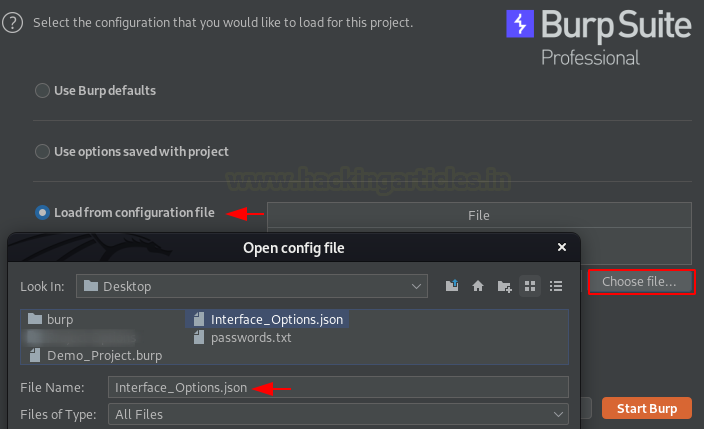 Select the configuration that you would like to load for this project.
Burp Suite
Professional
Use Burp defaults
Use options saved with project
www.hackingarticles.in
Load from configuration file
File
Open config file
Look In:
Desktop
Choose file...
burp
Interface_Options.json
passwords.txt
Demo_Project.burp
File Name:
Interface_Options.json
Files of Type:
All Files
Start Burp